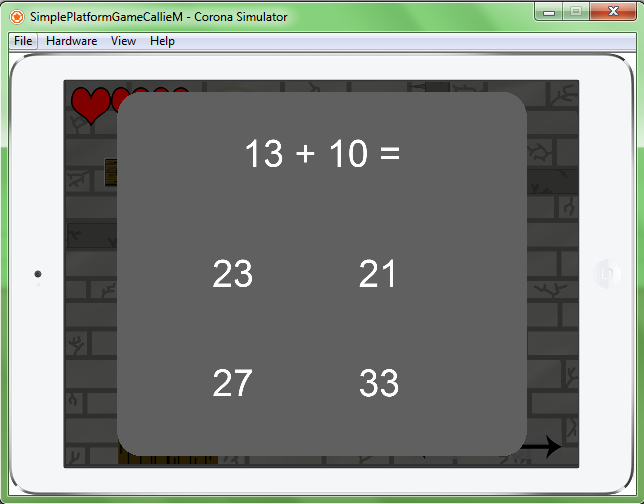 SimplePlatformGameCallieM - Corona Simulator
File Hardware View Help
13 + 10 =
23 21
27 33